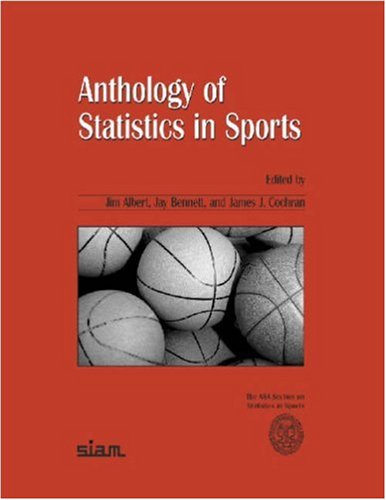 Anthology of
Statistics in Sports
Edited by
Jim Albert, Jay Bennett, and James J. Cochran
The ASA Section on
Statistics in Sports
siam